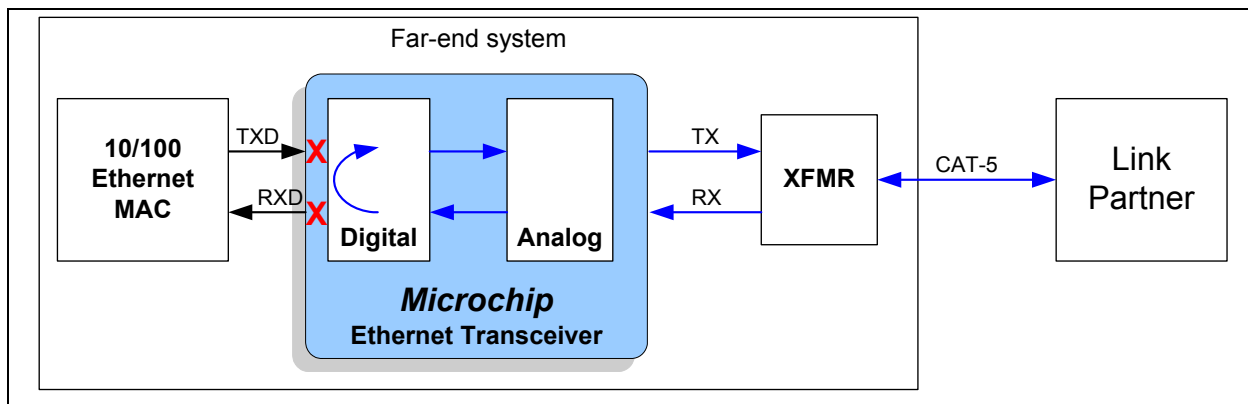 Far-end system
10/100
Ethernet
MAC
TXD
RXD
X
X
Digital
Analog
Microchip
Ethernet Transceiver
TX
RX
XFMR
CAT-5
Link
Partner